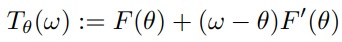 T_θ(ω) := F(θ) + (ω − θ)F′(θ)